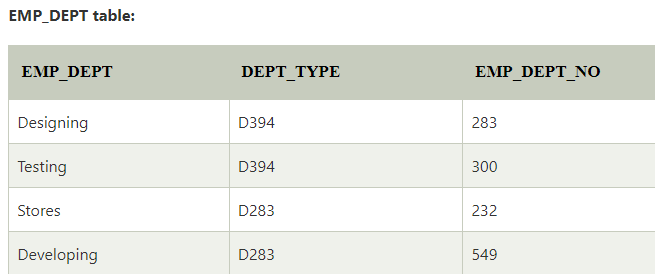 EMP_DEPT table:
EMP_DEPT DEPT_TYPE EMP_DEPT_NO
Designing D394 283
Testing D394 300
Stores D283 232
Developing D283 549